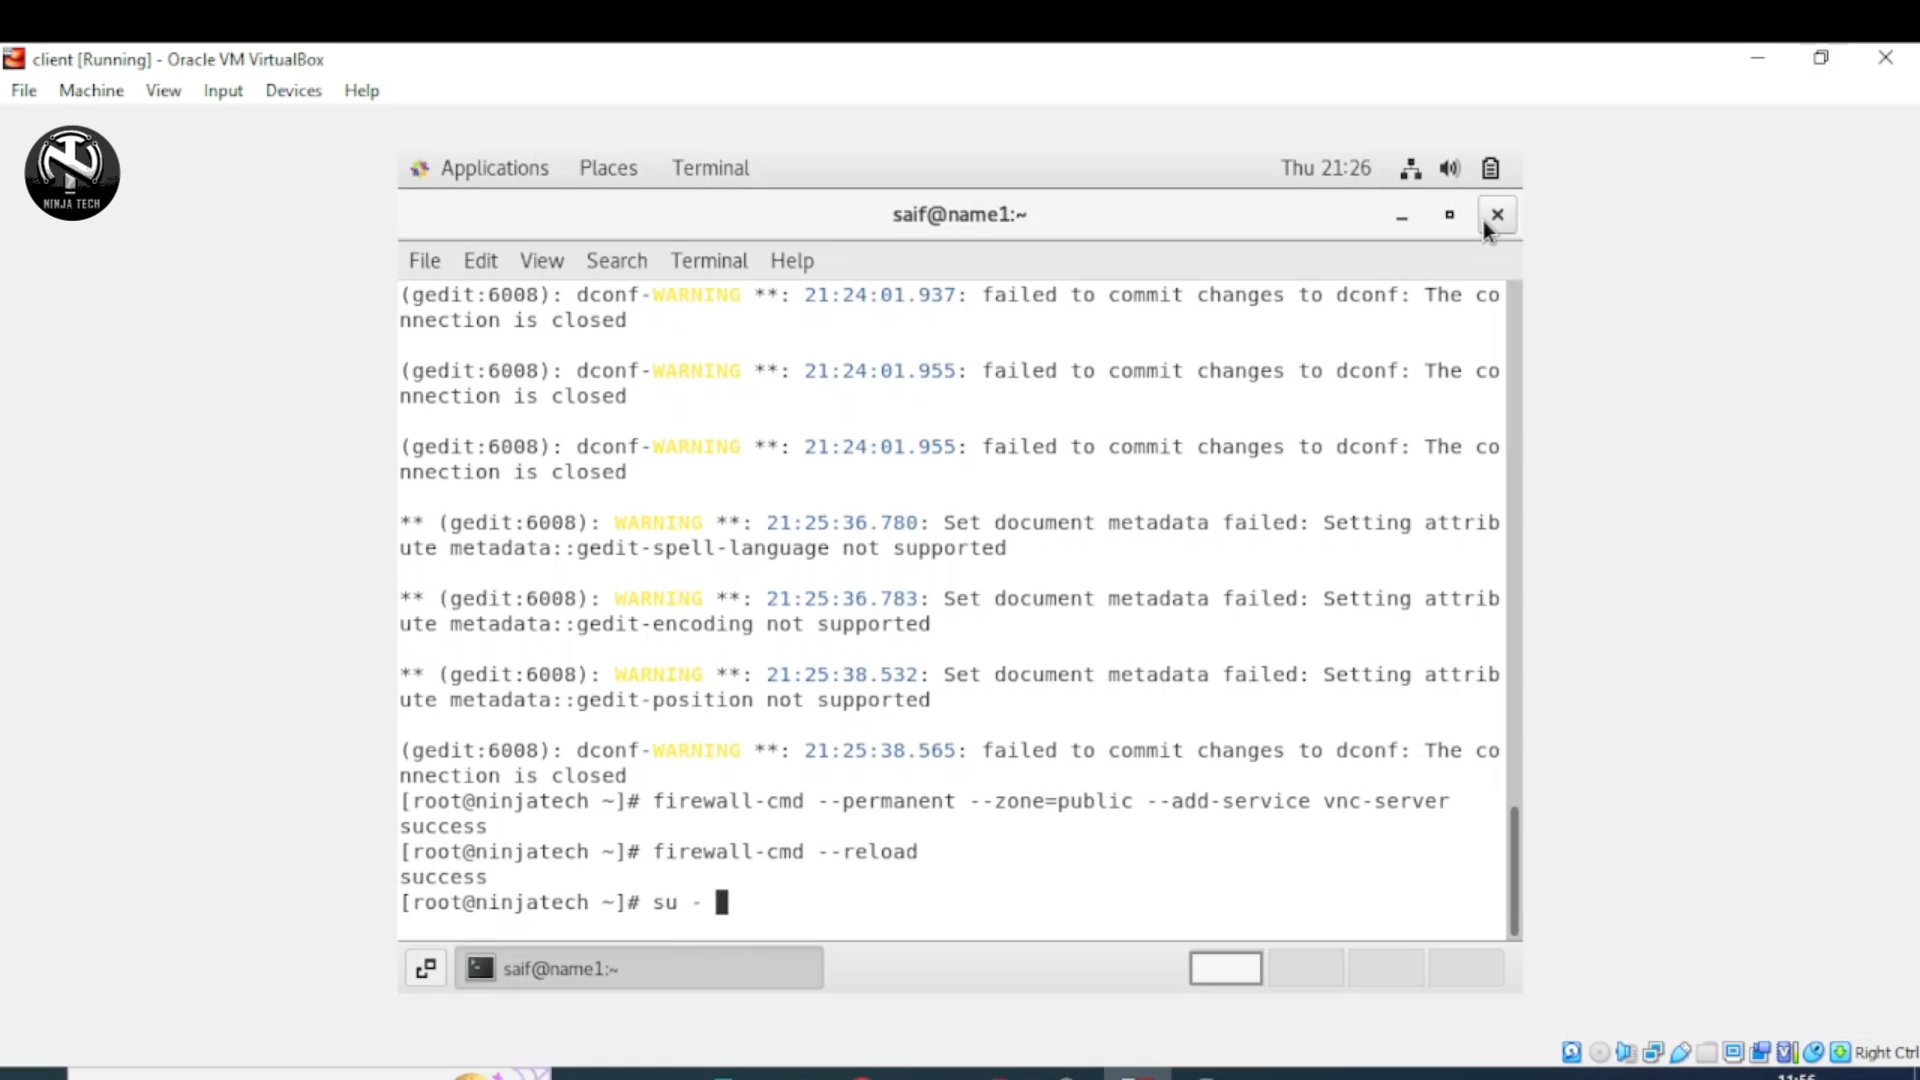 client [Running] - Oracle VM VirtualBox
File Machine View Input Devices Help
NINJA TECH
Applications Places Terminal Thu 21:26
saif@name1:~
File Edit View Search Terminal Help
(gedit:6008): dconf-WARNING **: 21:24:01.937: failed to commit changes to dconf: The co
nnection is closed
(gedit:6008): dconf-WARNING **: 21:24:01.955: failed to commit changes to dconf: The co
nnection is closed
(gedit:6008): dconf-WARNING **: 21:24:01.955: failed to commit changes to dconf: The co
nnection is closed
** (gedit:6008): WARNING **: 21:25:36.780: Set document metadata failed: Setting attrib
ute metadata::gedit-spell-language not supported
** (gedit:6008): WARNING **: 21:25:36.783: Set document metadata failed: Setting attrib
ute metadata::gedit-encoding not supported
** (gedit:6008): WARNING **: 21:25:38.532: Set document metadata failed: Setting attrib
ute metadata::gedit-position not supported
(gedit:6008): dconf-WARNING **: 21:25:38.565: failed to commit changes to dconf: The co
nnection is closed
[root@ninjatech ~]# firewall-cmd --permanent --zone=public --add-service vnc-server
success
[root@ninjatech ~]# firewall-cmd --reload
success
[root@ninjatech ~]# su -
saif@name1:~
Right Ctrl